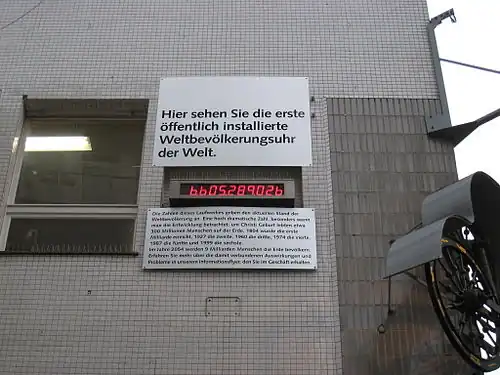 Hier sehen Sie die erste
öffentlich installierte
Weltbevölkerungsuhr
der Welt.
6605289026
Die Zahlen dieses Laufwerkes geben den aktuellen Stand der
Weltbevölkerung an. Eine hoch dramatische Zahl, besonders wenn
man die Entwicklung betrachtet: um Christi Geburt lebten etwa
300 Millionen Menschen auf der Erde. 1804 wurde die erste
Milliarde erreicht, 1927 die zweite, 1960 die dritte, 1974 die vierte,
1987 die fünfte und 1999 die sechste.
Im Jahre 2054 werden 9 Milliarden Menschen die Erde bevölkern.
Erfahren Sie mehr über die damit verbundenen Auswirkungen und
Probleme in unserem Informationsflyer, den Sie im Geschäft erhalten.